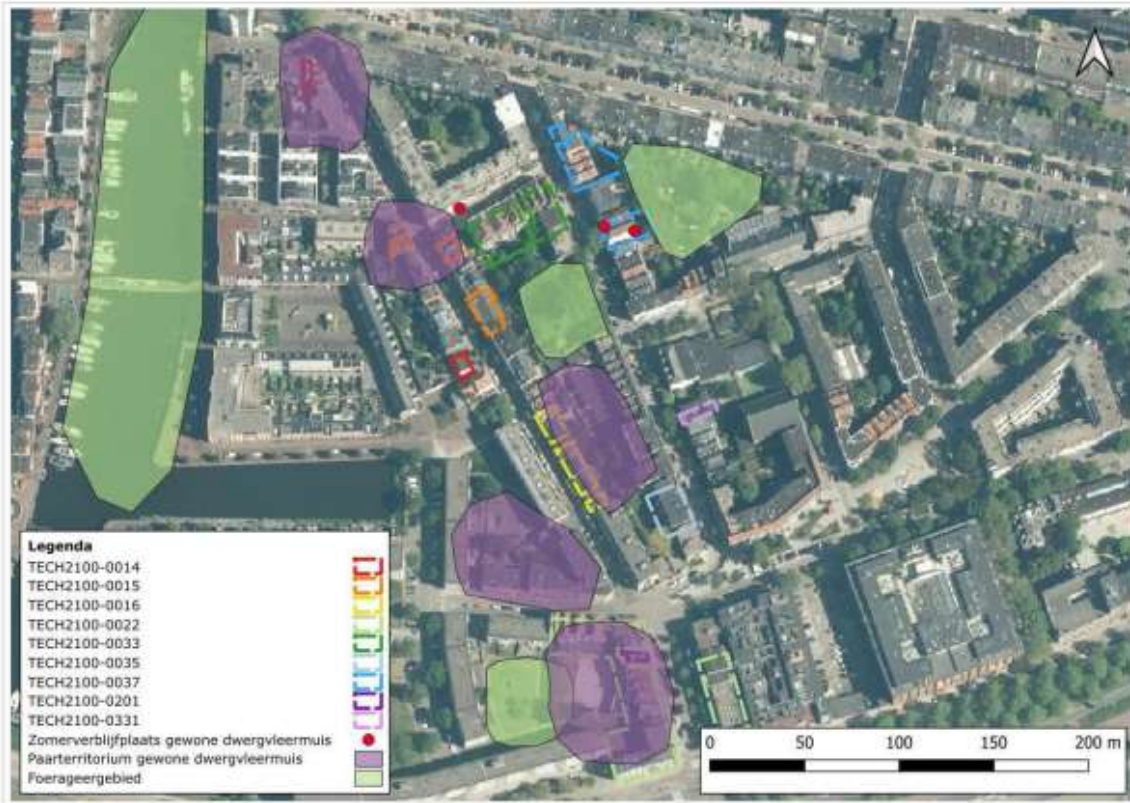 Legenda
TECH2100-0014
TECH2100-0015
TECH2100-0016
TECH2100-0022
TECH2100-0033
TECH2100-0035
TECH2100-0037
TECH2100-0201
TECH2100-0331
Zomerverblijfplaats gewone dwergvleermuis
Paarterritorium gewone dwergvleermuis
Foerageergebied
0 50 100 150 200 m